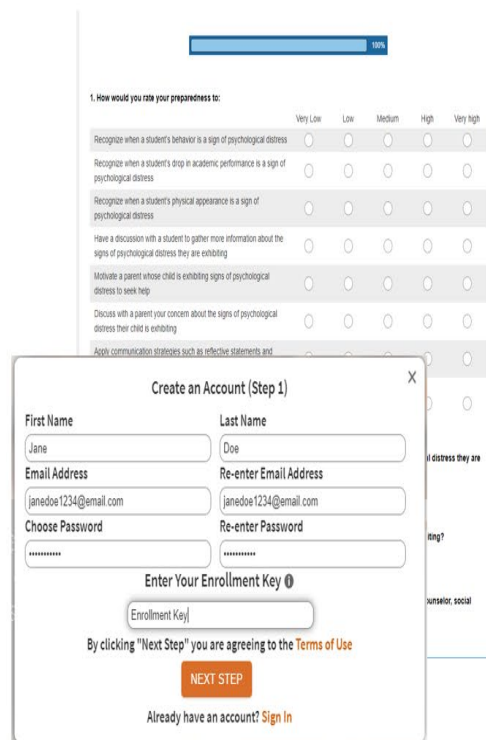 100%
1. How would you rate your preparedness to:
Very Low Low Medium High Very high
Recognize when a student's behavior is a sign of psychological distress
Recognize when a student's drop in academic performance is a sign of
psychological distress
Recognize when a student's physical appearance is a sign of
psychological distress
Have a discussion with a student to gather more information about the
signs of psychological distress they are exhibiting
Motivate a parent whose child is exhibiting signs of psychological
distress to seek help
Discuss with a parent your concern about the signs of psychological
distress their child is exhibiting
Apply communication strategies such as reflective statements and
distress they are
iting?
ounselor, social
X
Create an Account (Step 1)
First Name Last Name
Jane Doe
Email Address Re-enter Email Address
janedoe1234@email.com janedoe1234@email.com
Choose Password Re-enter Password
Enter Your Enrollment Key
Enrollment Key
By clicking "Next Step" you are agreeing to the Terms of Use
NEXT STEP
Already have an account? Sign In